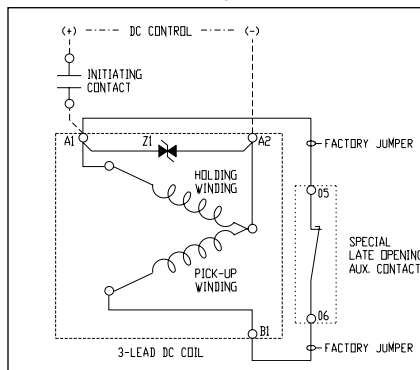 (+) DC CONTROL (-)
INITIATING
CONTACT
A1
Z1
A2
FACTORY JUMPER
HOLDING
WINDING
05
SPECIAL
LATE OPENING
AUX. CONTACT
PICK-UP
WINDING
06
B1
3-LEAD DC COIL
FACTORY JUMPER